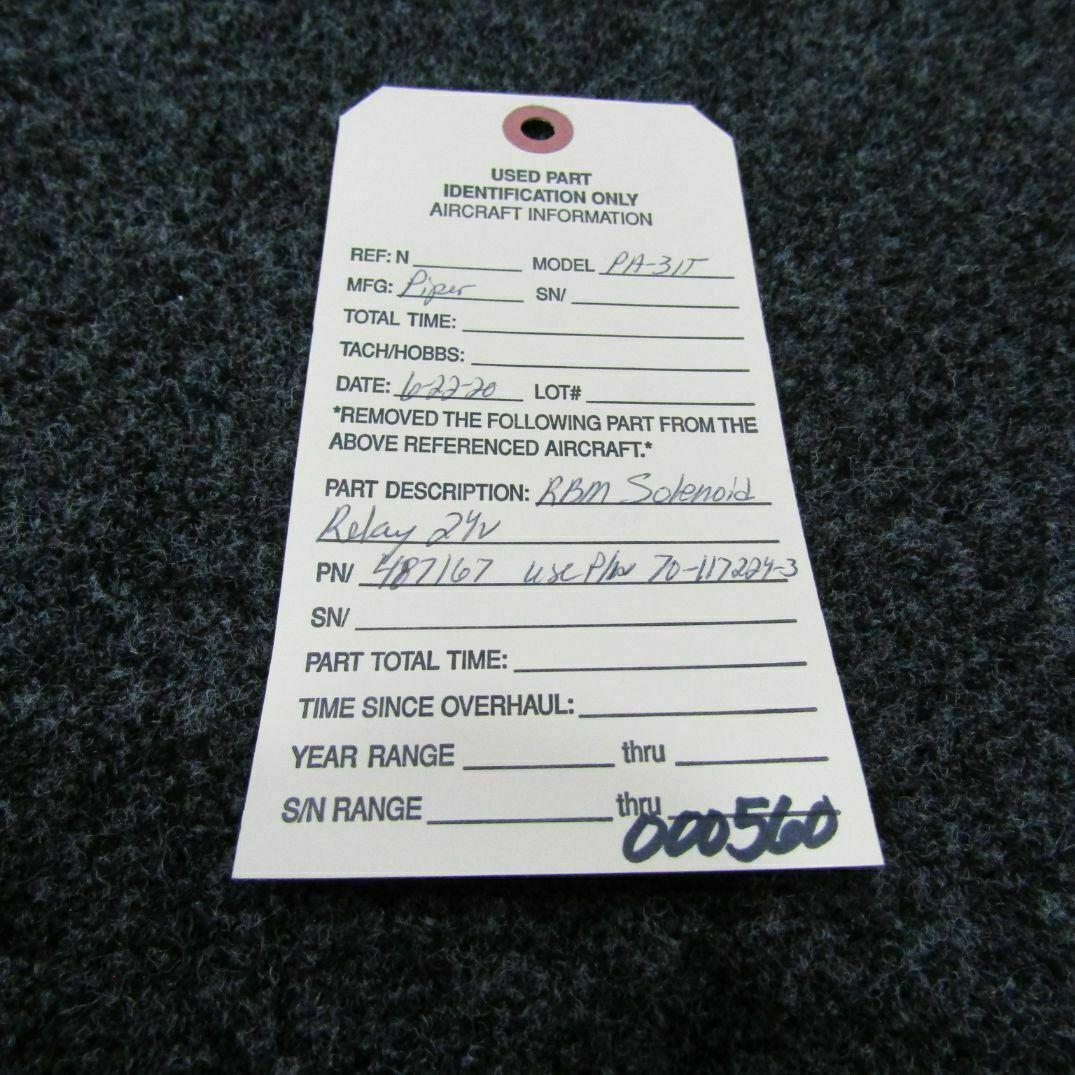 USED PART
IDENTIFICATION ONLY
AIRCRAFT INFORMATION
REF: N MODEL PA-31T
MFG: Piper SN/
TOTAL TIME:
TACH/HOBBS:
DATE: 6-22-20 LOT#
*REMOVED THE FOLLOWING PART FROM THE
ABOVE REFERENCED AIRCRAFT.*
PART DESCRIPTION: RBM Solenoid
Relay 24v
PN/ 487167 use P/N 70-117224-3
SN/
PART TOTAL TIME:
TIME SINCE OVERHAUL:
YEAR RANGE thru
S/N RANGE thru
000560